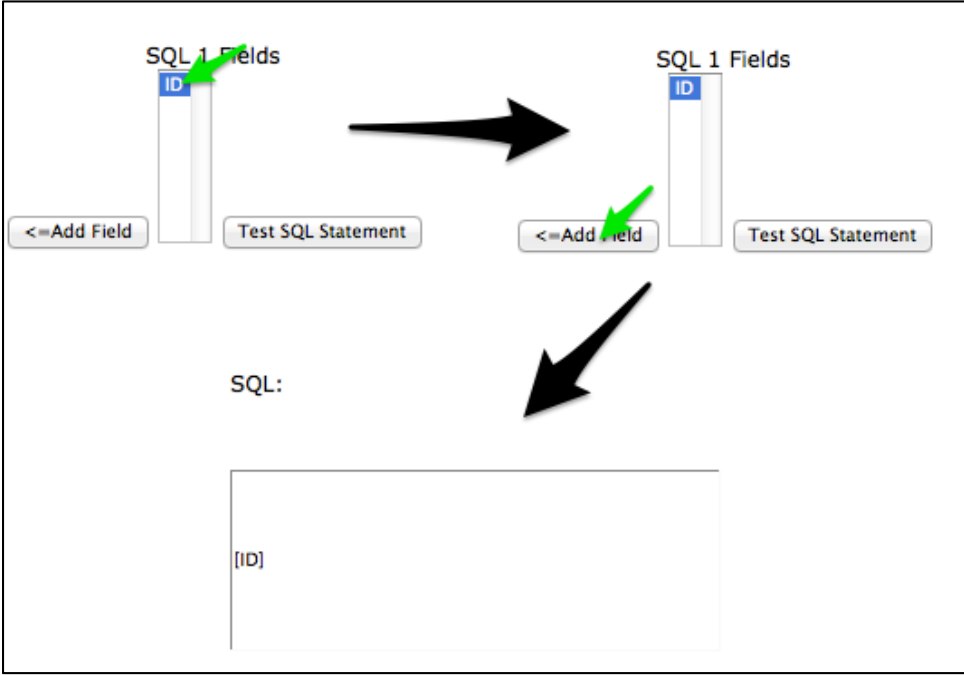 SQL 1 Fields
ID
<=Add Field
Test SQL Statement
SQL 1 Fields
ID
<=Add Field
Test SQL Statement
SQL:
[ID]